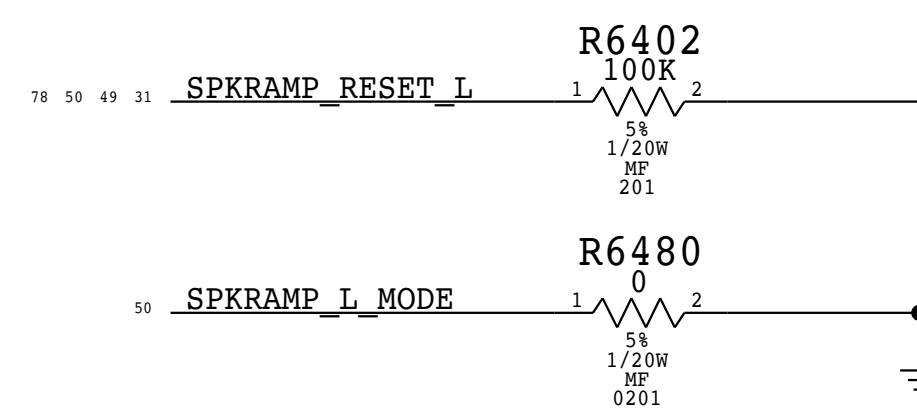 R6402
100K
78 50 49 31 SPKRAMP_RESET_L 1 2
5%
1/20W
MF
201
R6480
0
50 SPKRAMP_L_MODE 1 2
5%
1/20W
MF
0201